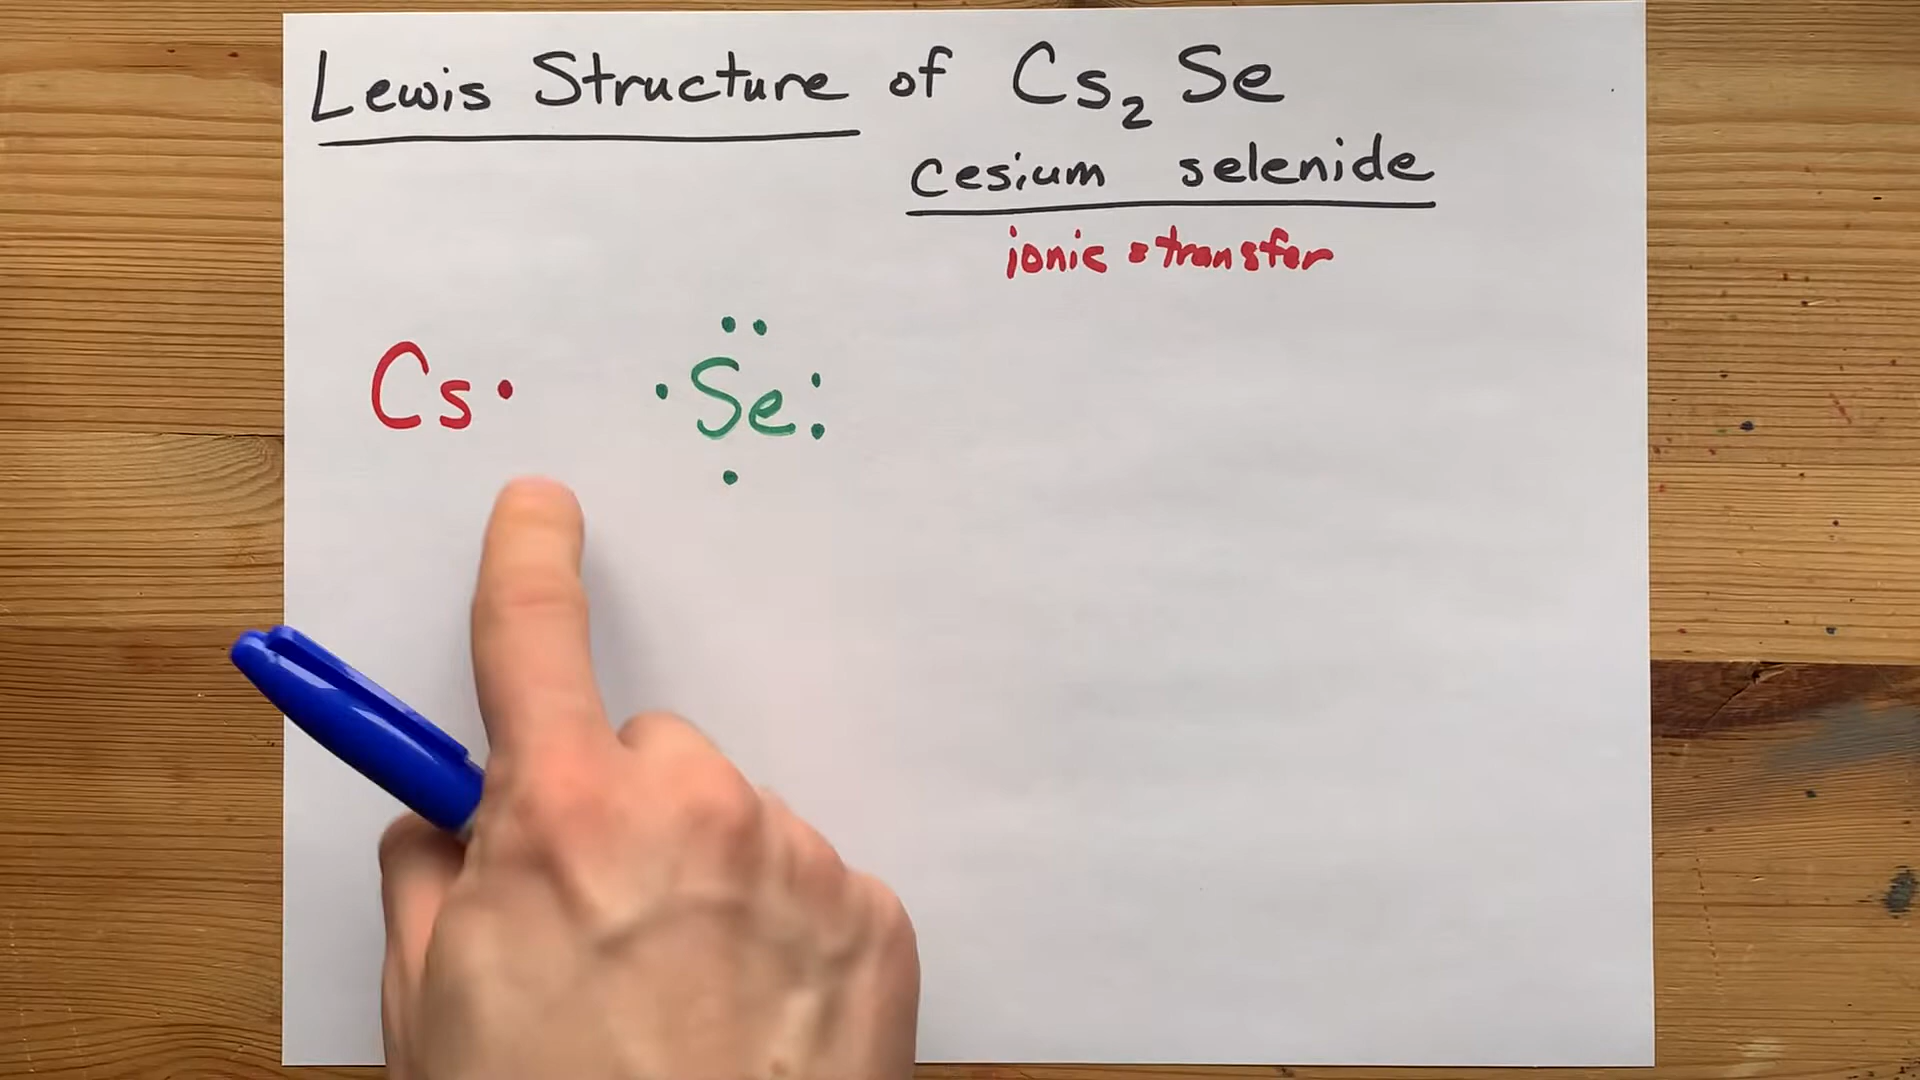 Lewis Structure of Cs₂Se
cesium selenide
ionic = transfer
Cs• •Se: